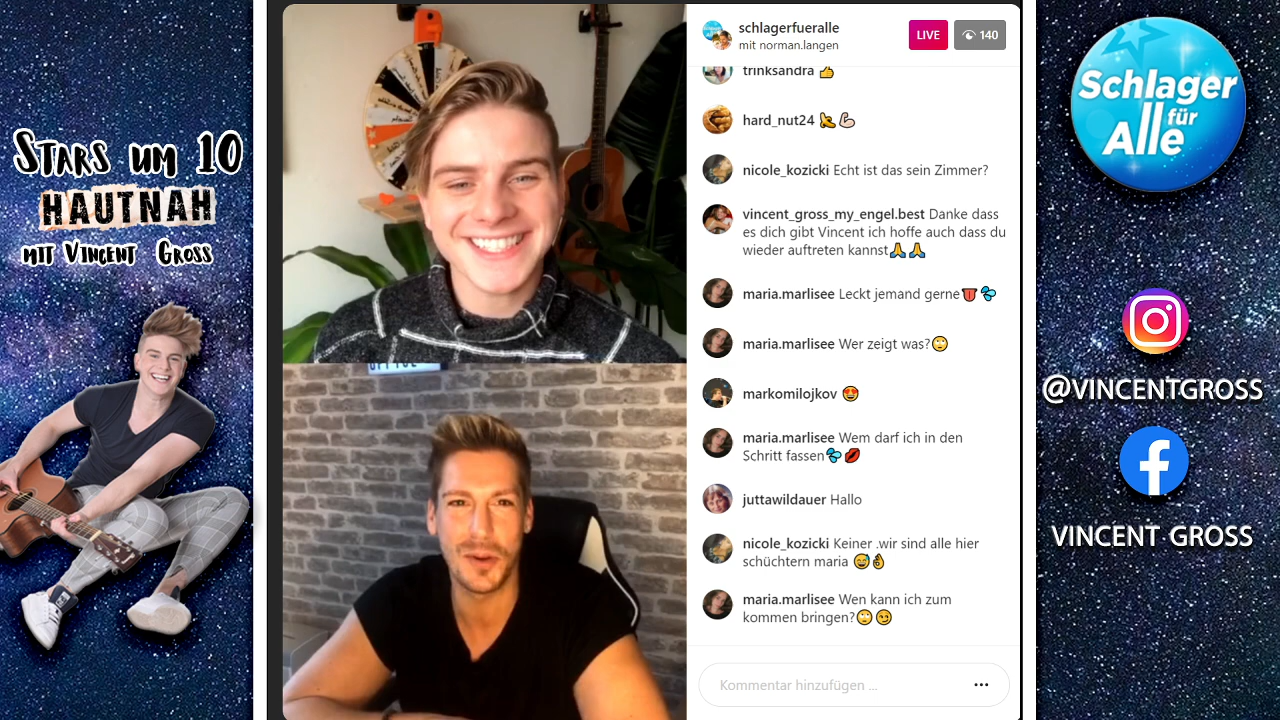 STARS UM 10
HAUTNAH
MIT VINCENT GROSS
OFFICE
schlagerfueralle
mit norman.langen
LIVE
140
trinksandra 👍
hard_nut24 🙋💪🏻
nicole_kozicki Echt ist das sein Zimmer?
vincent_gross_my_engel.best Danke dass
es dich gibt Vincent ich hoffe auch dass du
wieder auftreten kannst🙏🙏
maria.marlisee Leckt jemand gerne👅💦
maria.marlisee Wer zeigt was?🙄
markomilojkov 😍
maria.marlisee Wem darf ich in den
Schritt fassen💦💋
juttawildauer Hallo
nicole_kozicki Keiner .wir sind alle hier
schüchtern maria 😅👌
maria.marlisee Wen kann ich zum
kommen bringen?🙄😏
Kommentar hinzufügen ...
Schlager
für
Alle
@VINCENTGROSS
VINCENT GROSS